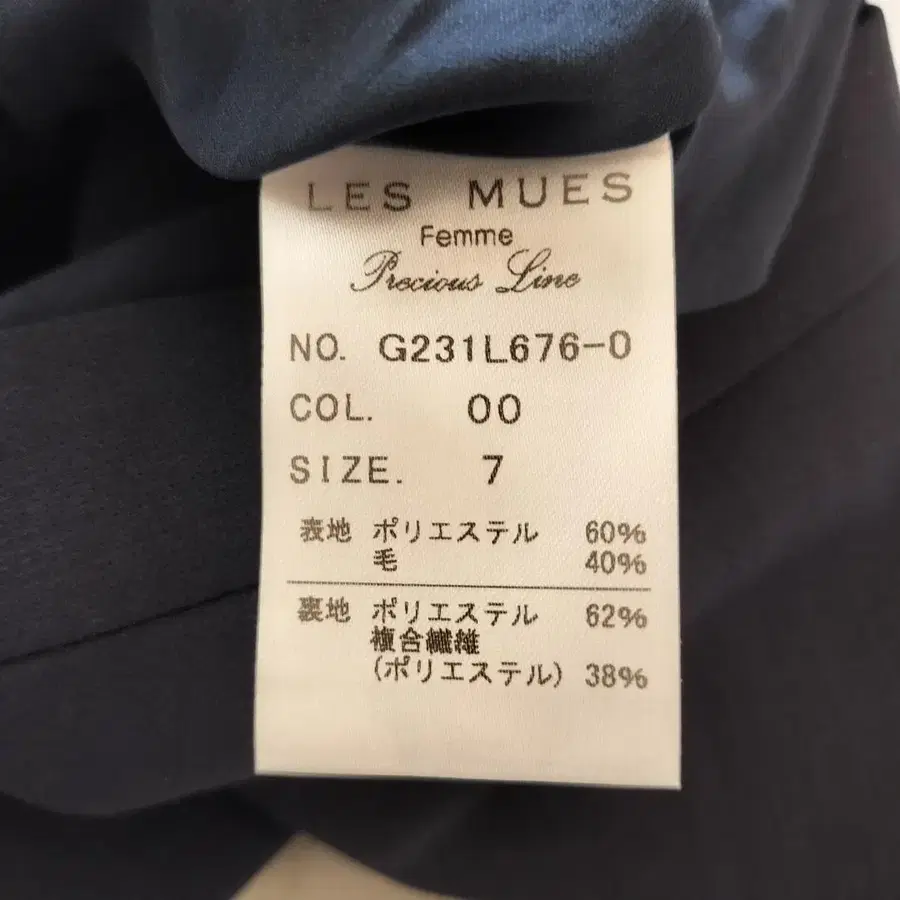 LES MUES
Femme
Precious Line
NO. G231L676-0
COL. 00
SIZE. 7
表地 ポリエステル 60%
毛 40%
裏地 ポリエステル 62%
複合繊維
(ポリエステル) 38%